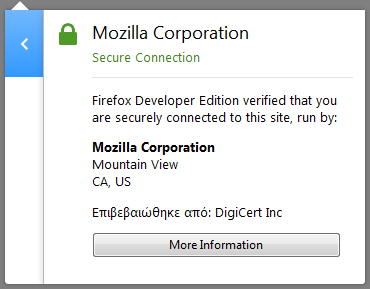 Mozilla Corporation
Secure Connection
Firefox Developer Edition verified that you
are securely connected to this site, run by:
Mozilla Corporation
Mountain View
CA, US
Επιβεβαιώθηκε από: DigiCert Inc
More Information